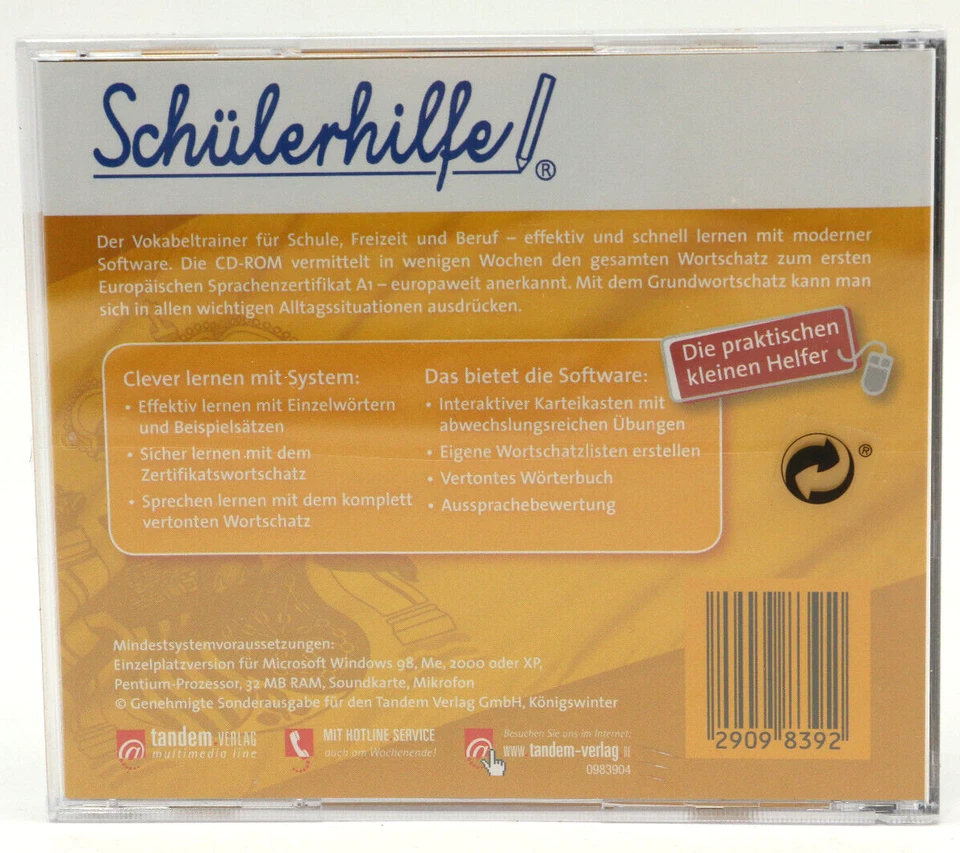 Schülerhilfe!®
Der Vokabeltrainer für Schule, Freizeit und Beruf – effektiv und schnell lernen mit moderner
Software. Die CD-ROM vermittelt in wenigen Wochen den gesamten Wortschatz zum ersten
Europäischen Sprachenzertifikat A1 – europaweit anerkannt. Mit dem Grundwortschatz kann man
sich in allen wichtigen Alltagssituationen ausdrücken.
Die praktischen
kleinen Helfer
Clever lernen mit System:
• Effektiv lernen mit Einzelwörtern
und Beispielsätzen
• Sicher lernen mit dem
Zertifikatswortschatz
• Sprechen lernen mit dem komplett
vertonten Wortschatz
Das bietet die Software:
• Interaktiver Karteikasten mit
abwechslungsreichen Übungen
• Eigene Wortschatzlisten erstellen
• Vertontes Wörterbuch
• Aussprachebewertung
®
Mindestsystemvoraussetzungen:
Einzelplatzversion für Microsoft Windows 98, Me, 2000 oder XP,
Pentium-Prozessor, 32 MB RAM, Soundkarte, Mikrofon
© Genehmigte Sonderausgabe für den Tandem Verlag GmbH, Königswinter
tandem VERLAG
multimedia line
MIT HOTLINE SERVICE
auch am Wochenende!
Besuchen Sie uns im Internet:
www tandem-verlag
0983904
2909 8392